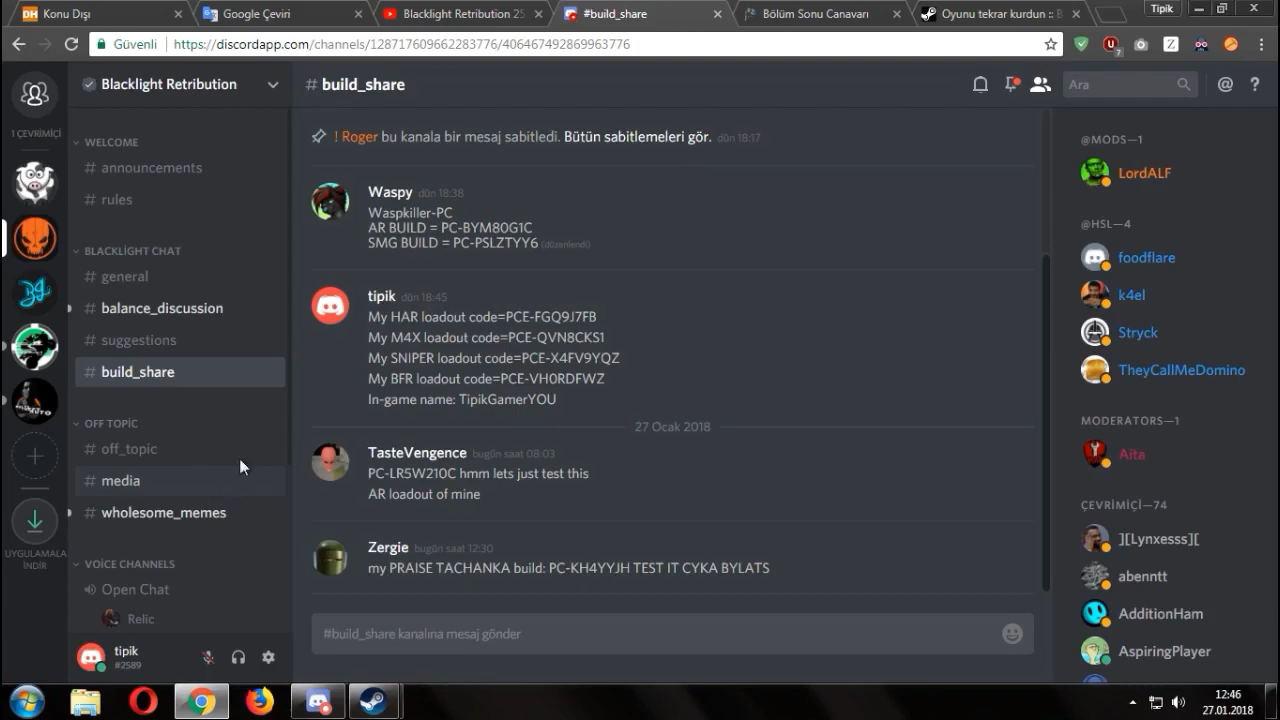 Konu Dışı
Google Çeviri
Blacklight Retribution 25
#build_share
Bölüm Sonu Canavarı
Oyunu tekrar kurdun :: B
Tipik
Güvenli
https://discordapp.com/channels/128717609662283776/406467492869963776
1 ÇEVRIMIÇI
UYGULAMALA
İNDİR
Blacklight Retribution
WELCOME
# announcements
# rules
BLACKLİGHT CHAT
# general
# balance_discussion
# suggestions
# build_share
OFF TOPİC
# off_topic
# media
# wholesome_memes
VOİCE CHANNELS
Open Chat
Relic
tipik
#2589
# build_share
Ara
! Roger bu kanala bir mesaj sabitledi. Bütün sabitlemeleri gör. dün 18:17
Waspy dün 18:38
Waspkiller-PC
AR BUILD = PC-BYM80G1C
SMG BUILD = PC-PSLZTYY6 (düzenlendi)
tipik dün 18:45
My HAR loadout code=PCE-FGQ9J7FB
My M4X loadout code=PCE-QVN8CKS1
My SNIPER loadout code=PCE-X4FV9YQZ
My BFR loadout code=PCE-VH0RDFWZ
In-game name: TipikGamerYOU
27 Ocak 2018
TasteVengence bugün saat 08:03
PC-LR5W210C hmm lets just test this
AR loadout of mine
Zergie bugün saat 12:30
my PRAISE TACHANKA build: PC-KH4YYJH TEST IT CYKA BYLATS
#build_share kanalına mesaj gönder
@MODS—1
LordALF
@HSL—4
foodflare
k4el
Stryck
TheyCallMeDomino
MODERATORS—1
Aita
ÇEVRİMİÇİ—74
][Lynxesss][
abenntt
AdditionHam
AspiringPlayer
12:46
27.01.2018